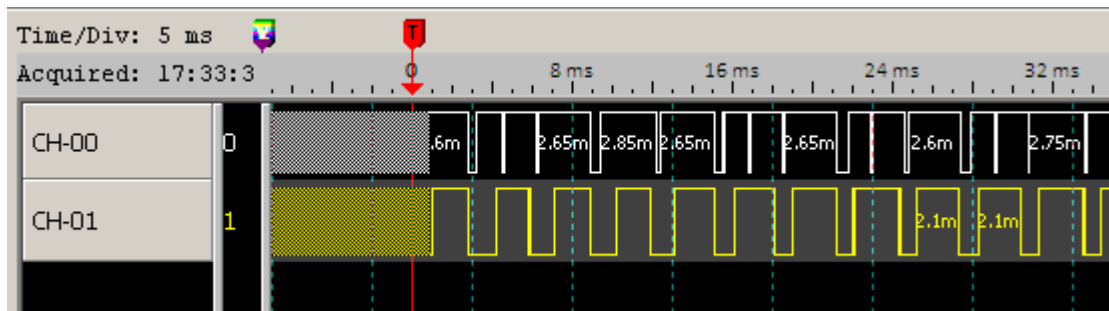 Time/Div: 5 ms
T
Acquired: 17:33:3
0 8 ms 16 ms 24 ms 32 ms
CH-00 0 .6m 2.65m 2.85m 2.65m 2.65m 2.6m 2.75m
CH-01 1 2.1m 2.1m